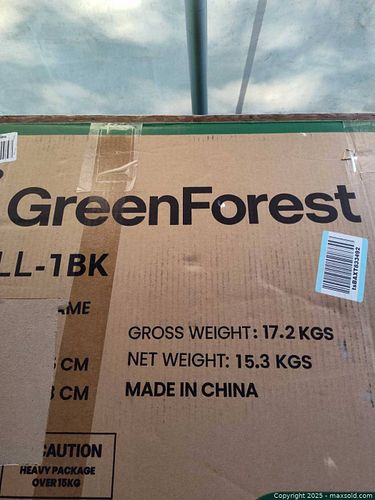 GreenForest
LL-1BK
AME
GROSS WEIGHT: 17.2 KGS
CM
NET WEIGHT: 15.3 KGS
CM
MADE IN CHINA
CAUTION
HEAVY PACKAGE
OVER 15KG
Copyright 2025 - maxsold.com